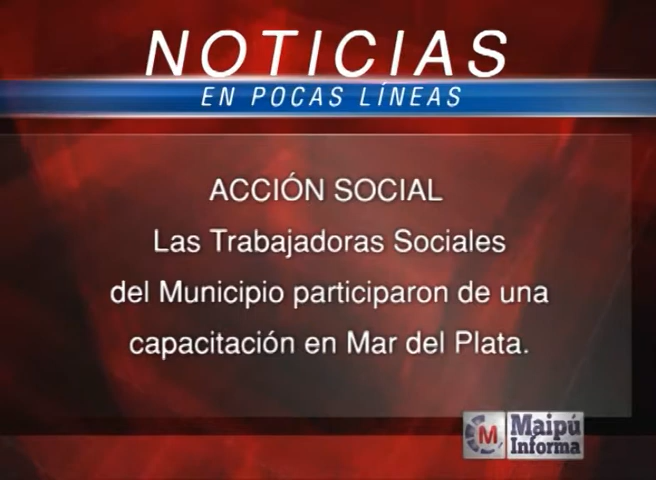 NOTICIAS
EN POCAS LÍNEAS
ACCIÓN SOCIAL
Las Trabajadoras Sociales
del Municipio participaron de una
capacitación en Mar del Plata.
M Maipú
Informa